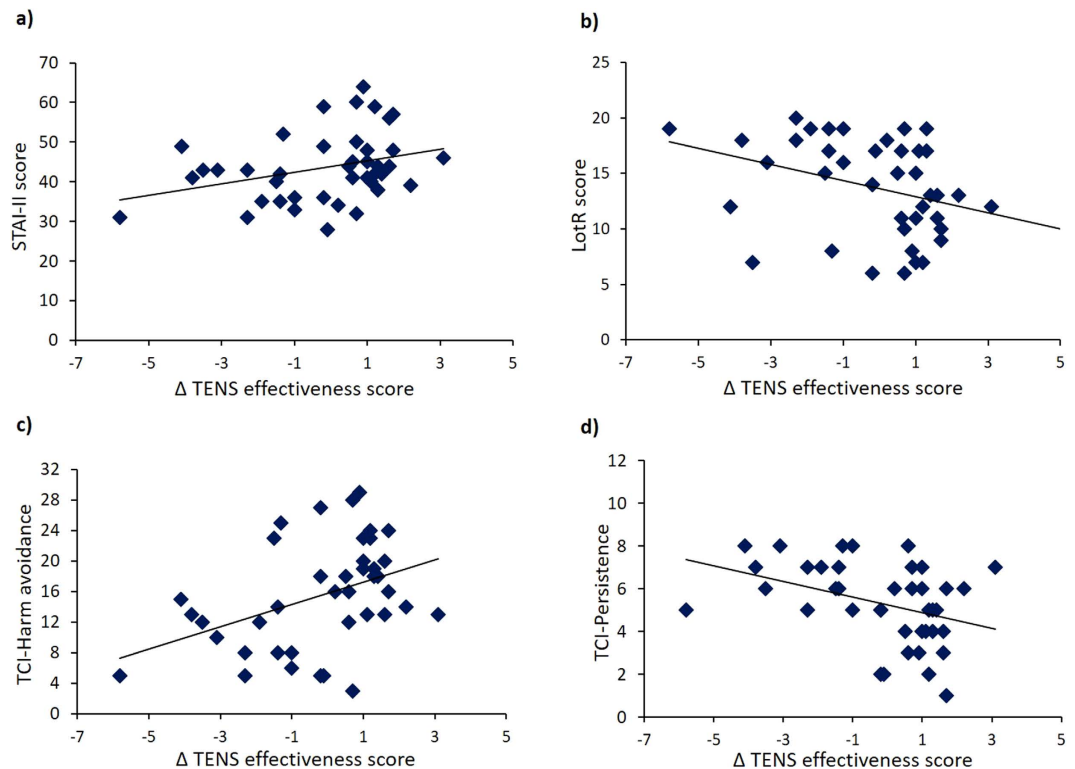 a)
70
60
50
40
30
20
10
0
STAI-II score
-7 -5 -3 -1 1 3 5
Δ TENS effectiveness score
b)
25
20
15
10
5
0
LotR score
-7 -5 -3 -1 1 3 5
Δ TENS effectiveness score
c)
32
28
24
20
16
12
8
4
0
TCI-Harm avoidance
-7 -5 -3 -1 1 3 5
Δ TENS effectiveness score
d)
12
10
8
6
4
2
0
TCI-Persistence
-7 -5 -3 -1 1 3 5
Δ TENS effectiveness score